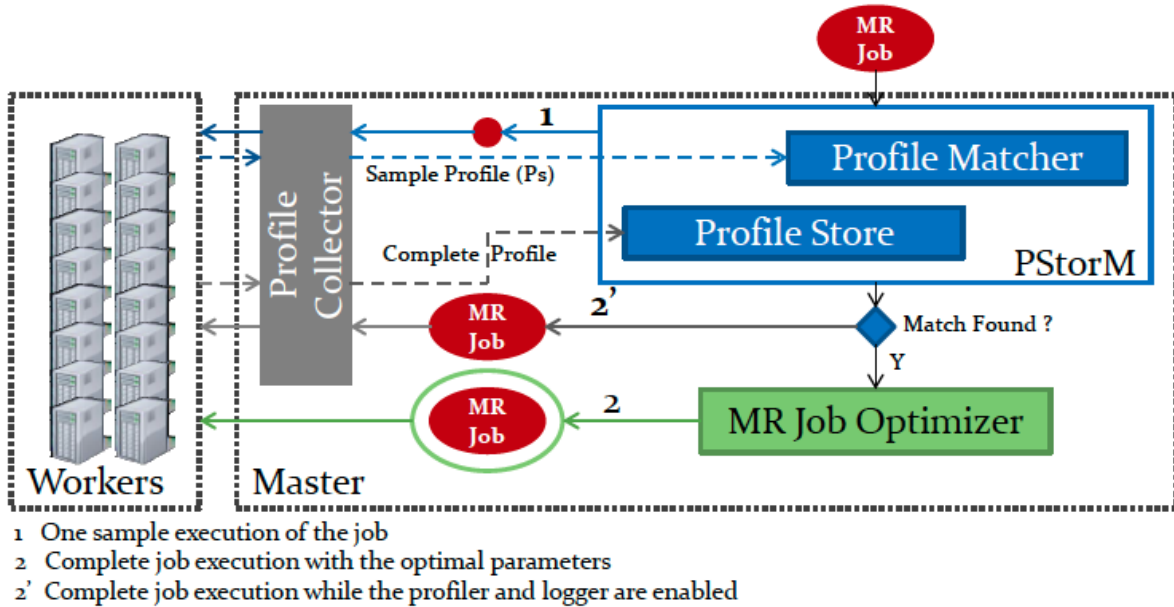 MR
Job
1
Profile Matcher
Sample Profile (Ps)
Profile
Collector
Profile Store
Complete Profile
PStorM
2'
MR
Job
Match Found ?
Y
2
MR
Job
MR Job Optimizer
Workers
Master
1 One sample execution of the job
2 Complete job execution with the optimal parameters
2' Complete job execution while the profiler and logger are enabled